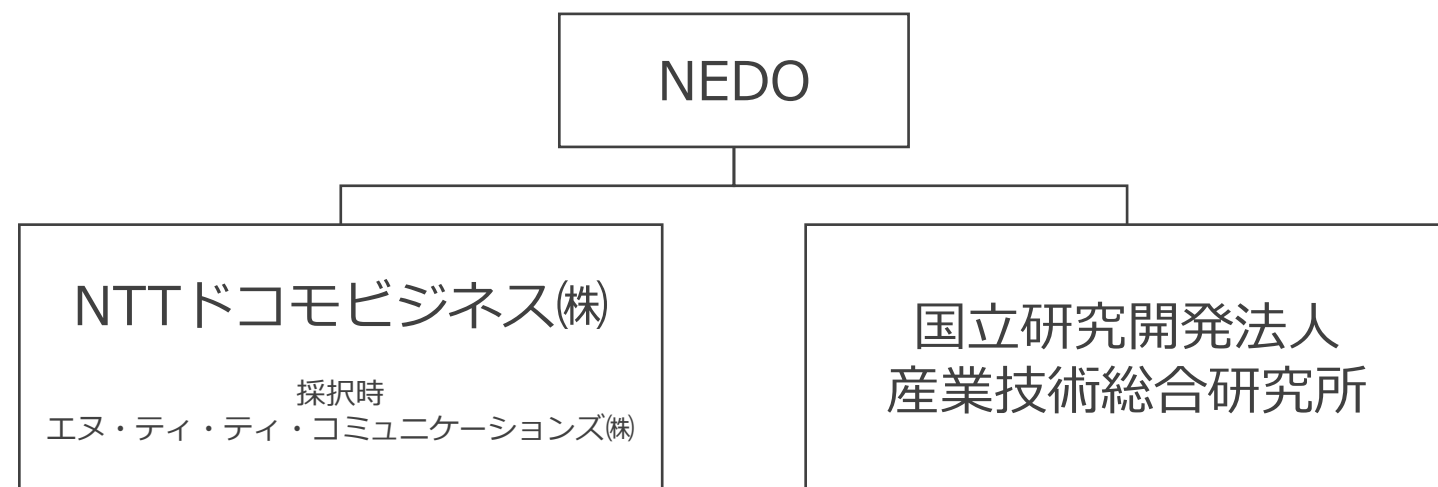 NEDO
NTTドコモビジネス㈱
採択時
エヌ・ティ・ティ・コミュニケーションズ㈱
国立研究開発法人
産業技術総合研究所